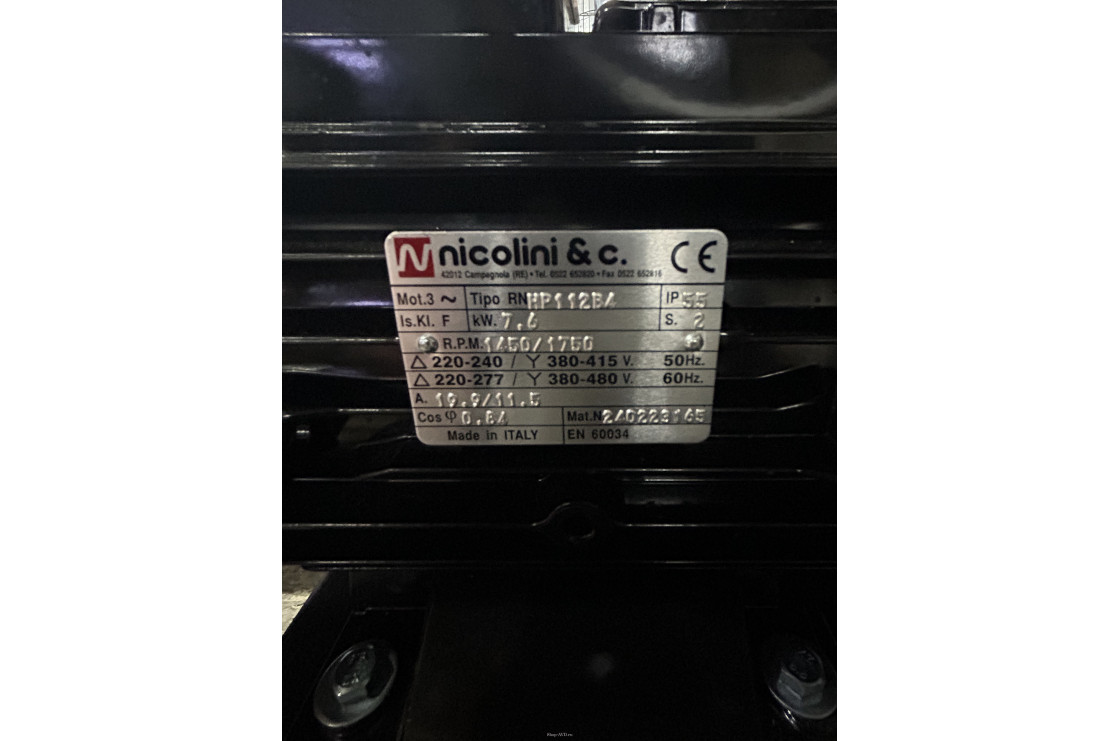 nicolini & c. CE
42012 Campagnola (RE) • Tel. 0522 652820 • Fax 0522 652816
Mot.3 ~ Tipo RN HP112B4 IP 55
Is.Kl. F kW. 7,6 S. 2
R.P.M. 1450/1750
△ 220-240 / Y 380-415 V. 50Hz.
△ 220-277 / Y 380-480 V. 60Hz.
A. 19.9/11.5
Cos φ 0.84 Mat.N 240223165
Made in ITALY EN 60034